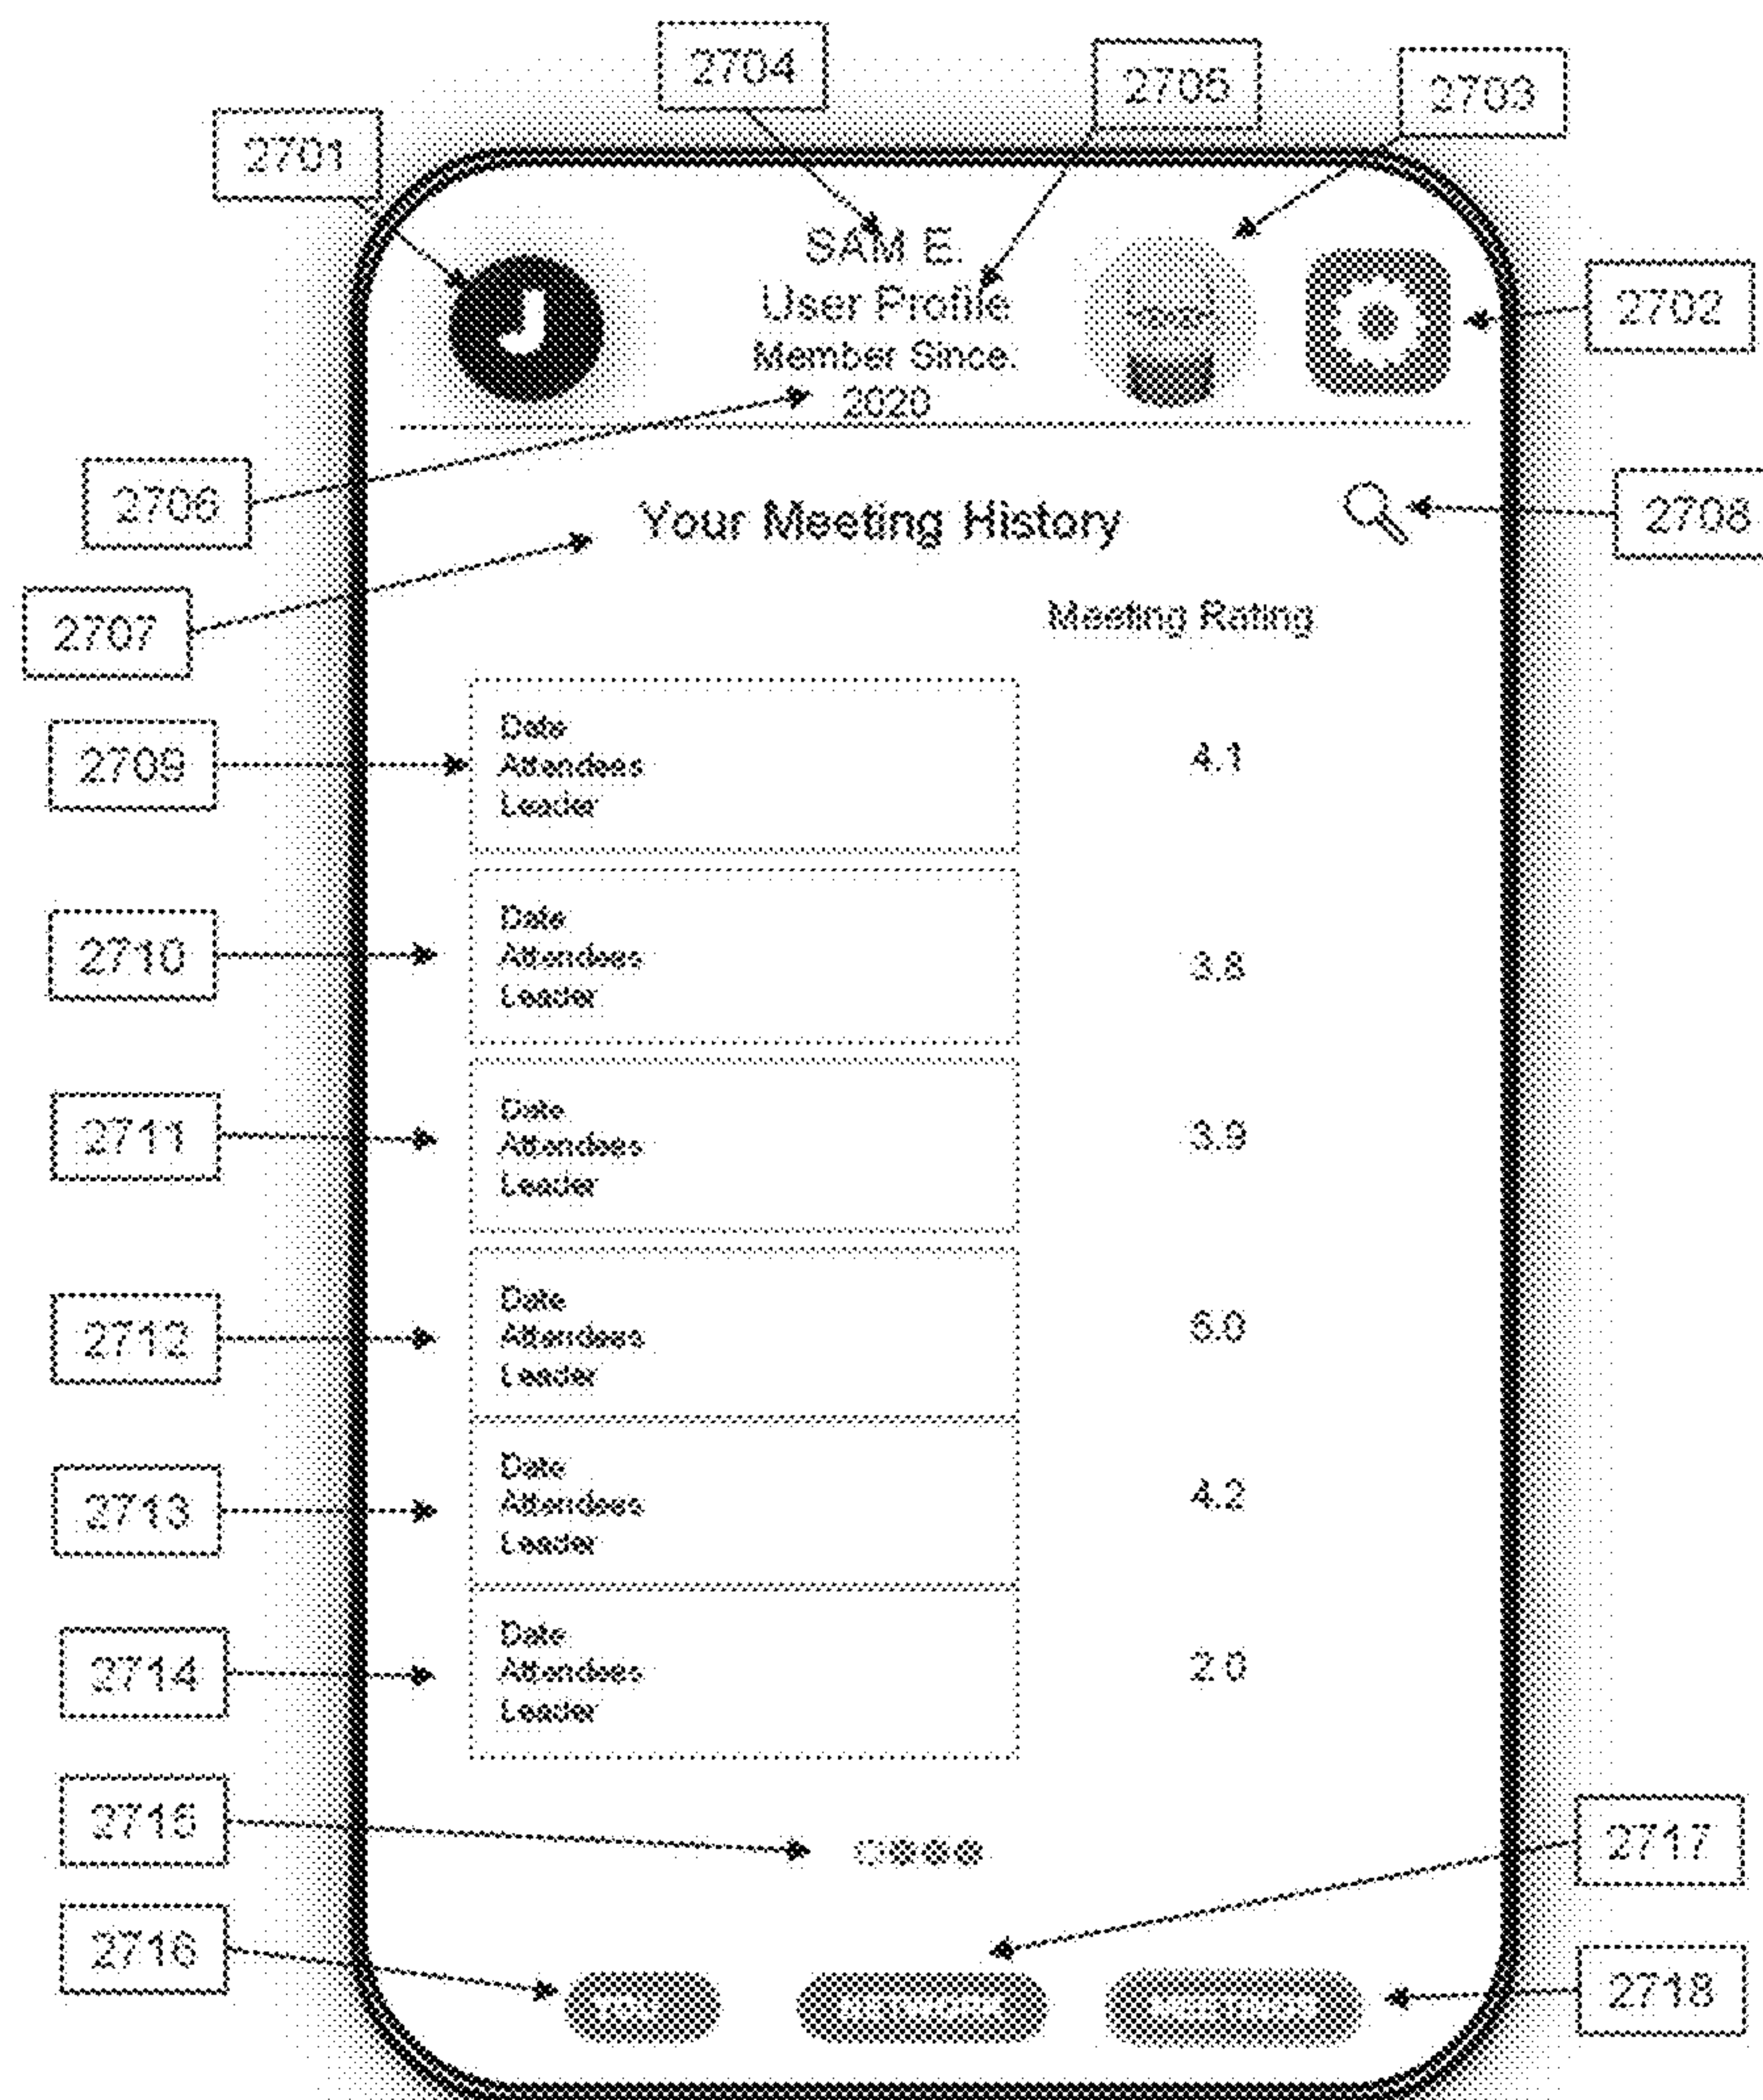 2704
2705
2703
2701
J
SAM E.
User Profile
Member Since.
2020
2702
2706
Your Meeting History
2708
2707
Meeting Rating
2709
Date
Attendees
Leader
4.1
2710
Date
Attendees
Leader
3.8
2711
Date
Attendees
Leader
3.9
2712
Date
Attendees
Leader
5.0
2713
Date
Attendees
Leader
4.2
2714
Date
Attendees
Leader
2.0
2715
2717
2716
2718